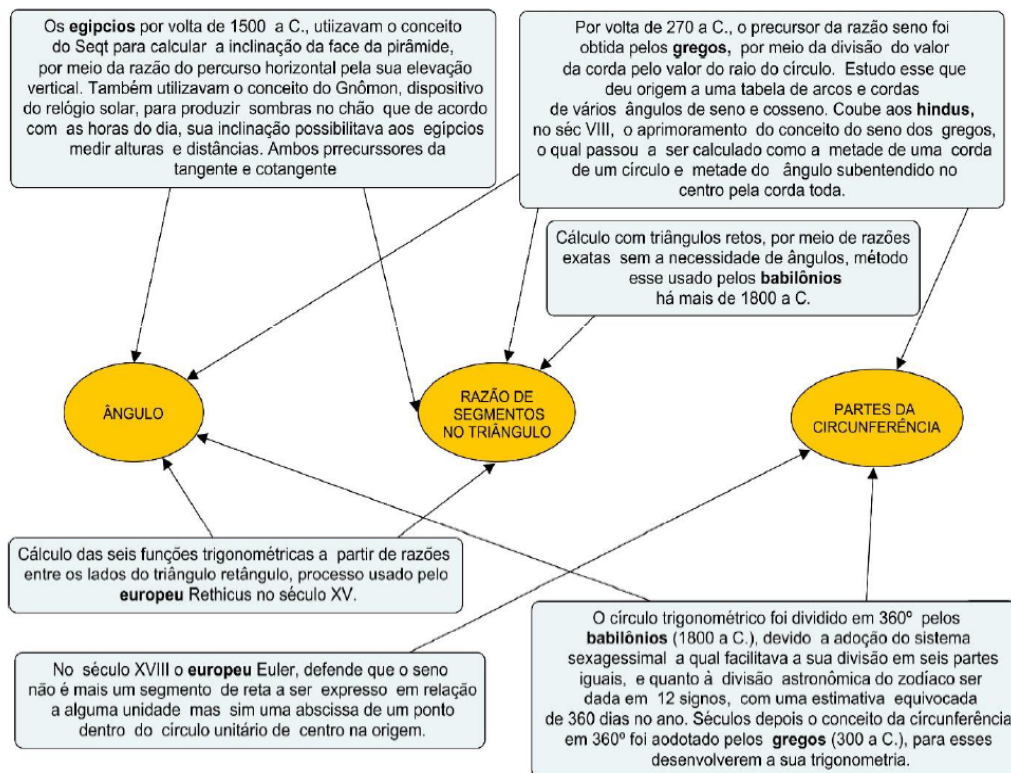 Os egipcios por volta de 1500 a C., utiizavam o conceito
do Seqt para calcular a inclinação da face da pirâmide,
por meio da razão do percurso horizontal pela sua elevação
vertical. Também utilizavam o conceito do Gnômon, dispositivo
do relógio solar, para produzir sombras no chão que de acordo
com as horas do dia, sua inclinação possibilitava aos egípcios
medir alturas e distâncias. Ambos prrecurssores da
tangente e cotangente
Por volta de 270 a C., o precursor da razão seno foi
obtida pelos gregos, por meio da divisão do valor
da corda pelo valor do raio do círculo. Estudo esse que
deu origem a uma tabela de arcos e cordas
de vários ângulos de seno e cosseno. Coube aos hindus,
no séc VIII, o aprimoramento do conceito do seno dos gregos,
o qual passou a ser calculado como a metade de uma corda
de um círculo e metade do ângulo subentendido no
centro pela corda toda.
Cálculo com triângulos retos, por meio de razões
exatas sem a necessidade de ângulos, método
esse usado pelos babilônios
há mais de 1800 a C.
ÂNGULO
RAZÃO DE
SEGMENTOS
NO TRIÂNGULO
PARTES DA
CIRCUNFERÊNCIA
Cálculo das seis funções trigonométricas a partir de razões
entre os lados do triângulo retângulo, processo usado pelo
europeu Rethicus no século XV.
No século XVIII o europeu Euler, defende que o seno
não é mais um segmento de reta a ser expresso em relação
a alguma unidade mas sim uma abscissa de um ponto
dentro do círculo unitário de centro na origem.
O círculo trigonométrico foi dividido em 360º pelos
babilônios (1800 a C.), devido a adoção do sistema
sexagessimal a qual facilitava a sua divisão em seis partes
iguais, e quanto à divisão astronômica do zodíaco ser
dada em 12 signos, com uma estimativa equivocada
de 360 dias no ano. Séculos depois o conceito da circunferência
em 360º foi aodotado pelos gregos (300 a C.), para esses
desenvolverem a sua trigonometria.